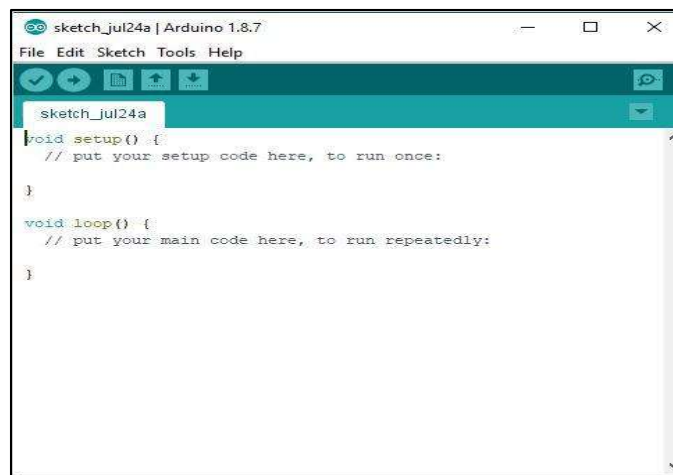 sketch_jul24a | Arduino 1.8.7
File Edit Sketch Tools Help
sketch_jul24a
void setup() {
// put your setup code here, to run once:
}
void loop() {
// put your main code here, to run repeatedly:
}